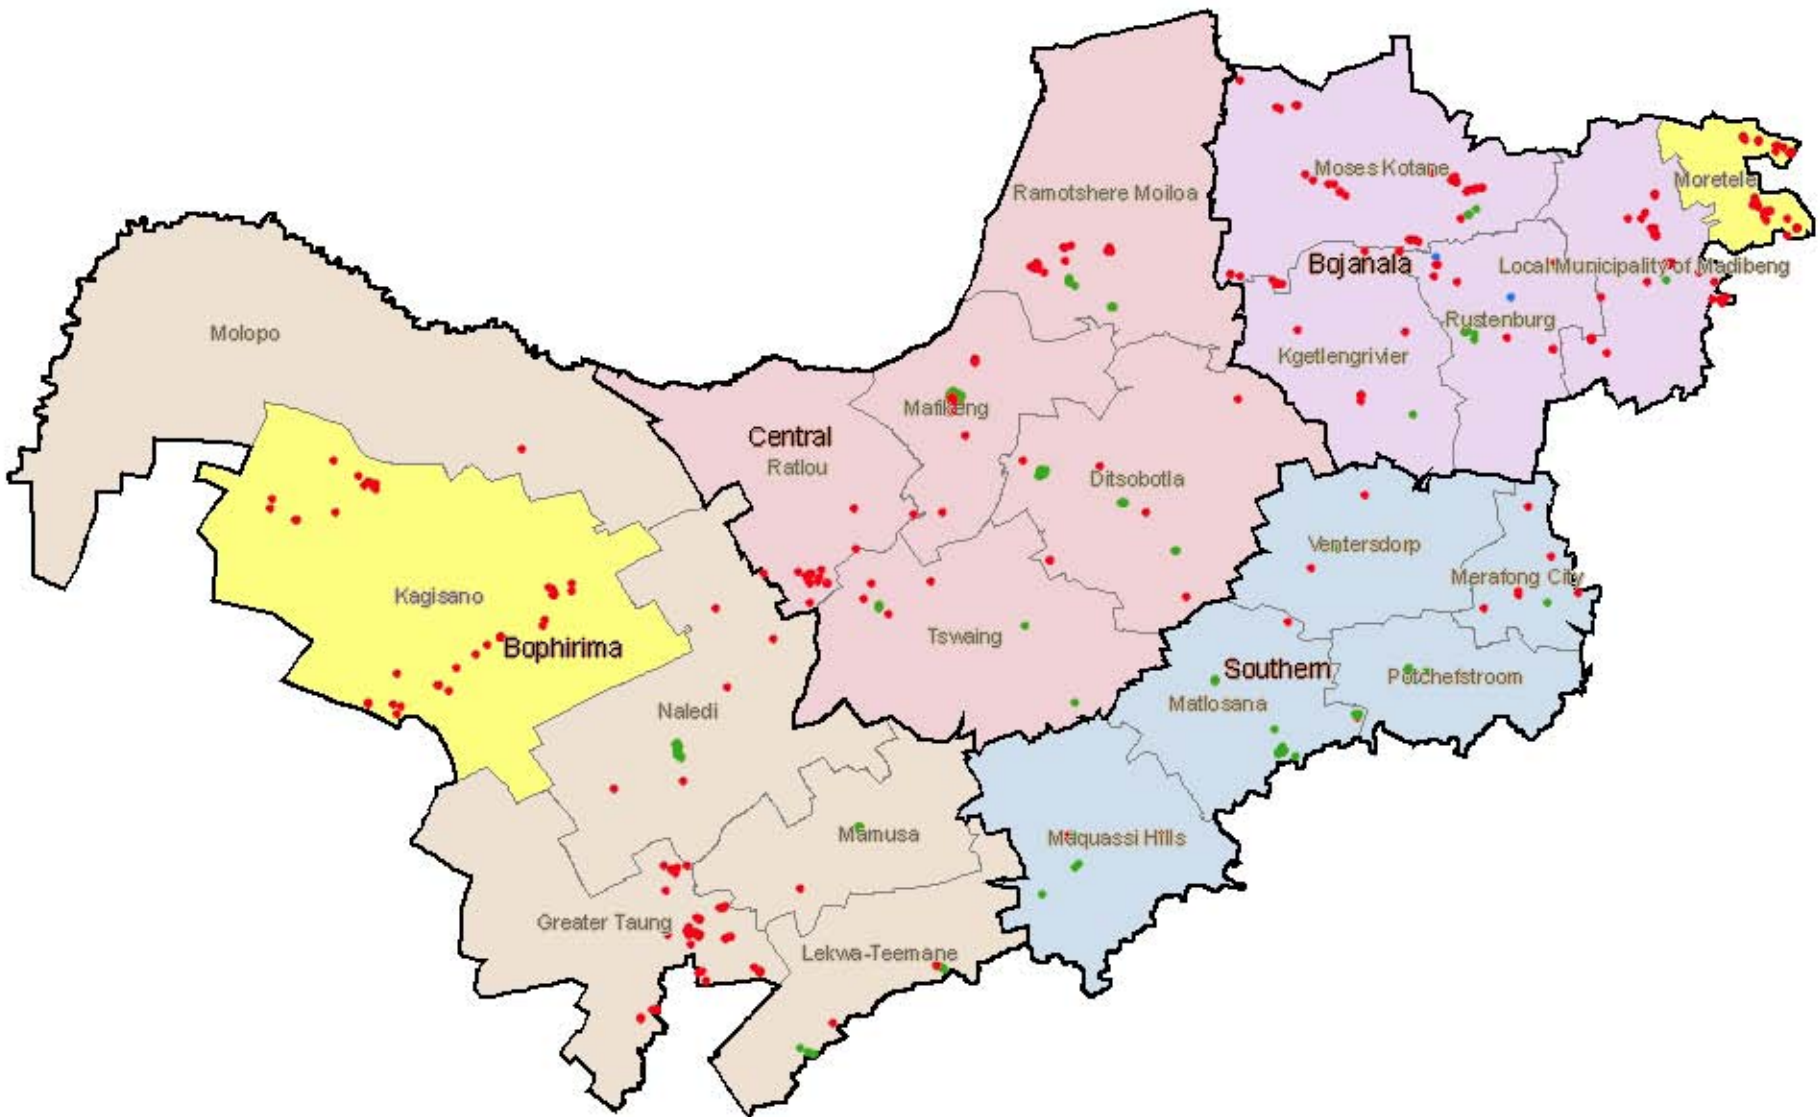 Moses Kotane
Moretele
Ramotshere Moiloa
Bojanala
Local Municipality of Madibeng
Rustenburg
Molopo
Kgetlengrivier
Mafikeng
Central
Ratlou
Ditsobotla
Ventersdorp
Merafong City
Kagisano
Tswaing
Bophirima
Southern
Potchefstroom
Matlosana
Naledi
Mamusa
Maquassi Hills
Greater Taung
Lekwa-Teemane